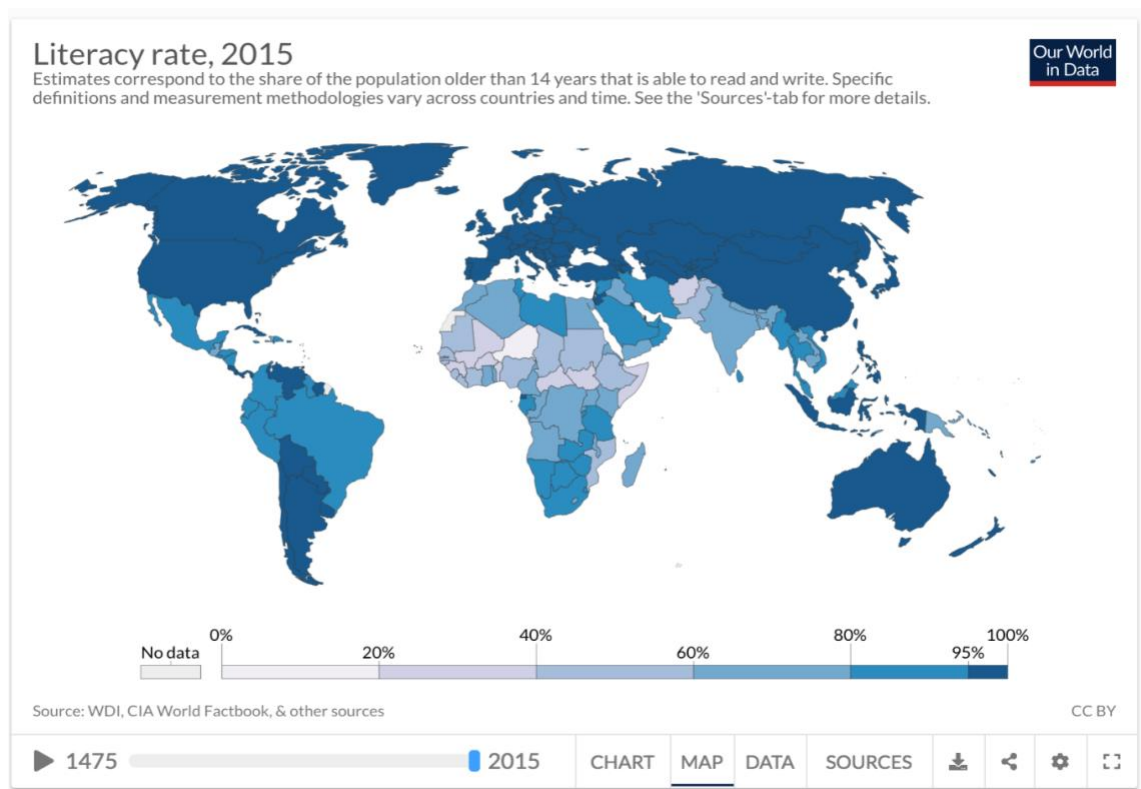 Literacy rate, 2015
Our World
in Data
Estimates correspond to the share of the population older than 14 years that is able to read and write. Specific
definitions and measurement methodologies vary across countries and time. See the 'Sources'-tab for more details.
0%
40%
80%
100%
No data
20%
60%
95%
Source: WDI, CIA World Factbook, & other sources
CC BY
1475
2015
CHART
MAP
DATA
SOURCES